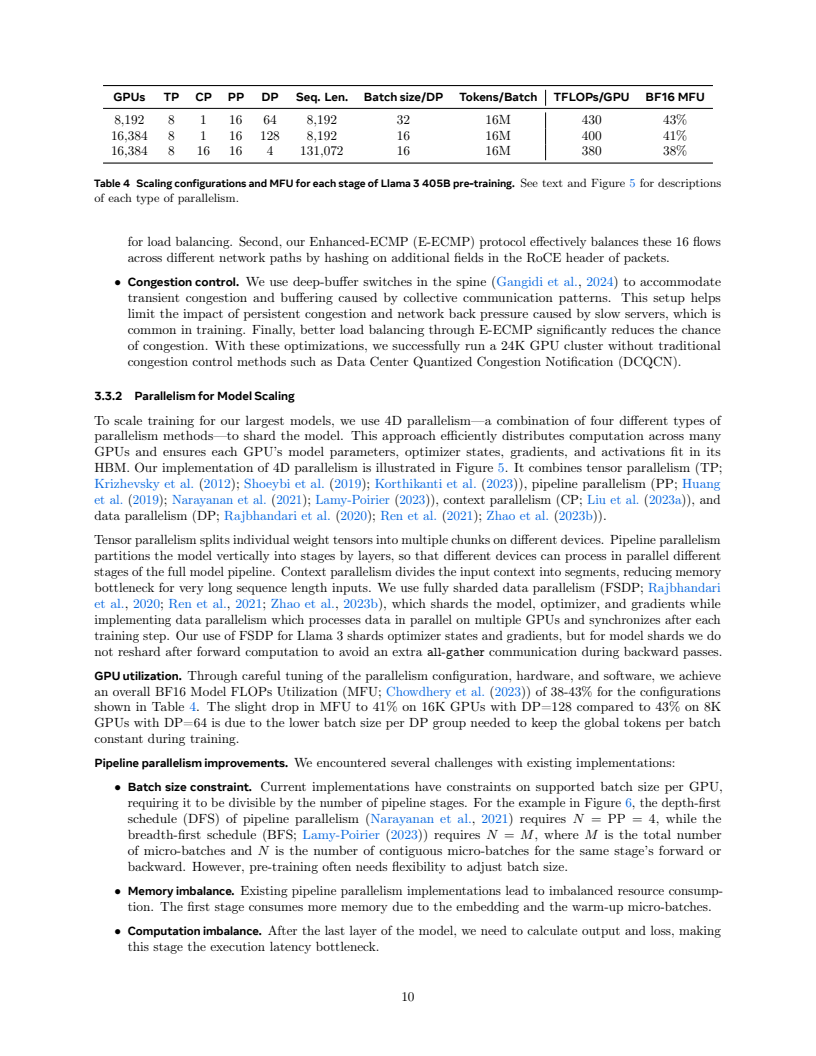 GPUs TP CP PP DP Seq. Len. Batch size/DP Tokens/Batch TFLOPs/GPU BF16 MFU
8,192 8 1 16 64 8,192 32 16M 430 43%
16,384 8 1 16 128 8,192 16 16M 400 41%
16,384 8 16 16 4 131,072 16 16M 380 38%
Table 4 Scaling configurations and MFU for each stage of Llama 3 405B pre-training. See text and Figure 5 for descriptions
of each type of parallelism.
for load balancing. Second, our Enhanced-ECMP (E-ECMP) protocol effectively balances these 16 flows
across different network paths by hashing on additional fields in the RoCE header of packets.
• Congestion control. We use deep-buffer switches in the spine (Gangidi et al., 2024) to accommodate
transient congestion and buffering caused by collective communication patterns. This setup helps
limit the impact of persistent congestion and network back pressure caused by slow servers, which is
common in training. Finally, better load balancing through E-ECMP significantly reduces the chance
of congestion. With these optimizations, we successfully run a 24K GPU cluster without traditional
congestion control methods such as Data Center Quantized Congestion Notification (DCQCN).
3.3.2 Parallelism for Model Scaling
To scale training for our largest models, we use 4D parallelism—a combination of four different types of
parallelism methods—to shard the model. This approach efficiently distributes computation across many
GPUs and ensures each GPU's model parameters, optimizer states, gradients, and activations fit in its
HBM. Our implementation of 4D parallelism is illustrated in Figure 5. It combines tensor parallelism (TP;
Krizhevsky et al. (2012); Shoeybi et al. (2019); Korthikanti et al. (2023)), pipeline parallelism (PP; Huang
et al. (2019); Narayanan et al. (2021); Lamy-Poirier (2023)), context parallelism (CP; Liu et al. (2023a)), and
data parallelism (DP; Rajbhandari et al. (2020); Ren et al. (2021); Zhao et al. (2023b)).
Tensor parallelism splits individual weight tensors into multiple chunks on different devices. Pipeline parallelism
partitions the model vertically into stages by layers, so that different devices can process in parallel different
stages of the full model pipeline. Context parallelism divides the input context into segments, reducing memory
bottleneck for very long sequence length inputs. We use fully sharded data parallelism (FSDP; Rajbhandari
et al., 2020; Ren et al., 2021; Zhao et al., 2023b), which shards the model, optimizer, and gradients while
implementing data parallelism which processes data in parallel on multiple GPUs and synchronizes after each
training step. Our use of FSDP for Llama 3 shards optimizer states and gradients, but for model shards we do
not reshard after forward computation to avoid an extra all-gather communication during backward passes.
GPU utilization. Through careful tuning of the parallelism configuration, hardware, and software, we achieve
an overall BF16 Model FLOPs Utilization (MFU; Chowdhery et al. (2023)) of 38-43% for the configurations
shown in Table 4. The slight drop in MFU to 41% on 16K GPUs with DP=128 compared to 43% on 8K
GPUs with DP=64 is due to the lower batch size per DP group needed to keep the global tokens per batch
constant during training.
Pipeline parallelism improvements. We encountered several challenges with existing implementations:
• Batch size constraint. Current implementations have constraints on supported batch size per GPU,
requiring it to be divisible by the number of pipeline stages. For the example in Figure 6, the depth-first
schedule (DFS) of pipeline parallelism (Narayanan et al., 2021) requires N = PP = 4, while the
breadth-first schedule (BFS; Lamy-Poirier (2023)) requires N = M, where M is the total number
of micro-batches and N is the number of contiguous micro-batches for the same stage's forward or
backward. However, pre-training often needs flexibility to adjust batch size.
• Memory imbalance. Existing pipeline parallelism implementations lead to imbalanced resource consump-
tion. The first stage consumes more memory due to the embedding and the warm-up micro-batches.
• Computation imbalance. After the last layer of the model, we need to calculate output and loss, making
this stage the execution latency bottleneck.
10